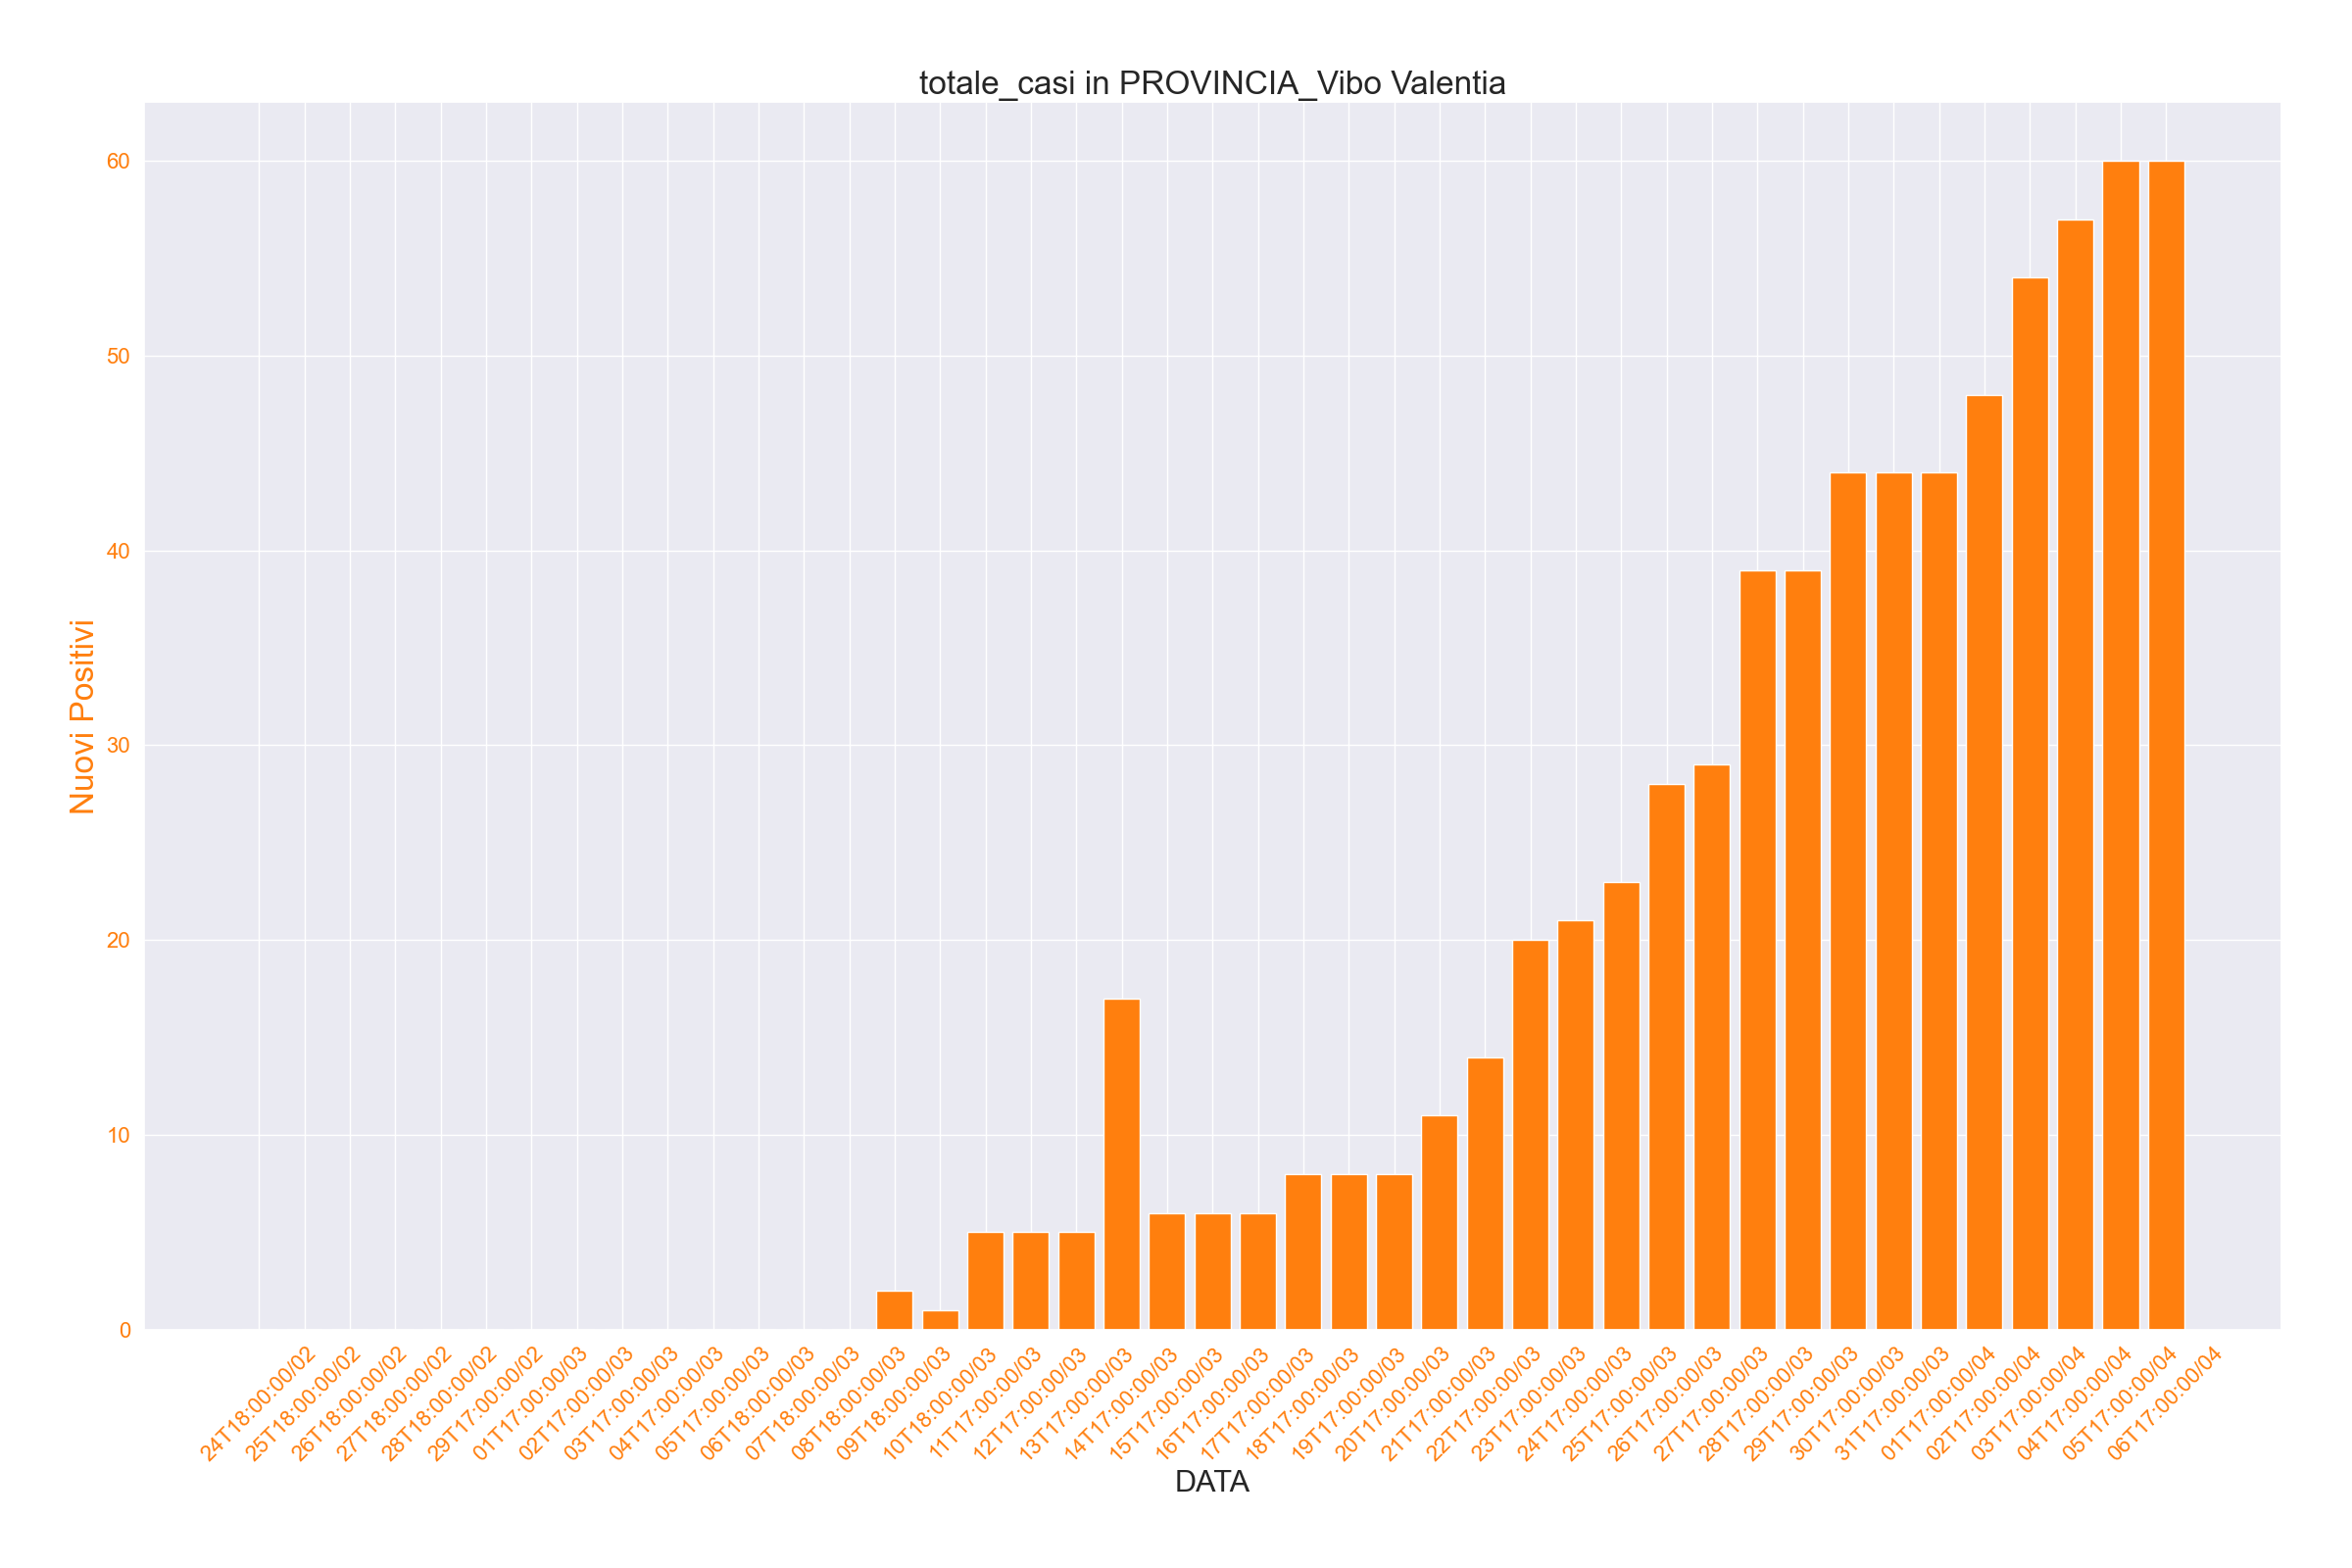 totale_casi in PROVINCIA_Vibo Valentia
Nuovi Positivi
60
50
40
30
20
10
0
24T18:00:00/02
25T18:00:00/02
26T18:00:00/02
27T18:00:00/02
28T18:00:00/02
29T17:00:00/02
01T17:00:00/03
02T17:00:00/03
03T17:00:00/03
04T17:00:00/03
05T17:00:00/03
06T18:00:00/03
07T18:00:00/03
08T18:00:00/03
09T18:00:00/03
10T18:00:00/03
11T17:00:00/03
12T17:00:00/03
13T17:00:00/03
14T17:00:00/03
15T17:00:00/03
16T17:00:00/03
17T17:00:00/03
18T17:00:00/03
19T17:00:00/03
20T17:00:00/03
21T17:00:00/03
22T17:00:00/03
23T17:00:00/03
24T17:00:00/03
25T17:00:00/03
26T17:00:00/03
27T17:00:00/03
28T17:00:00/03
29T17:00:00/03
30T17:00:00/03
31T17:00:00/03
01T17:00:00/04
02T17:00:00/04
03T17:00:00/04
04T17:00:00/04
05T17:00:00/04
06T17:00:00/04
DATA